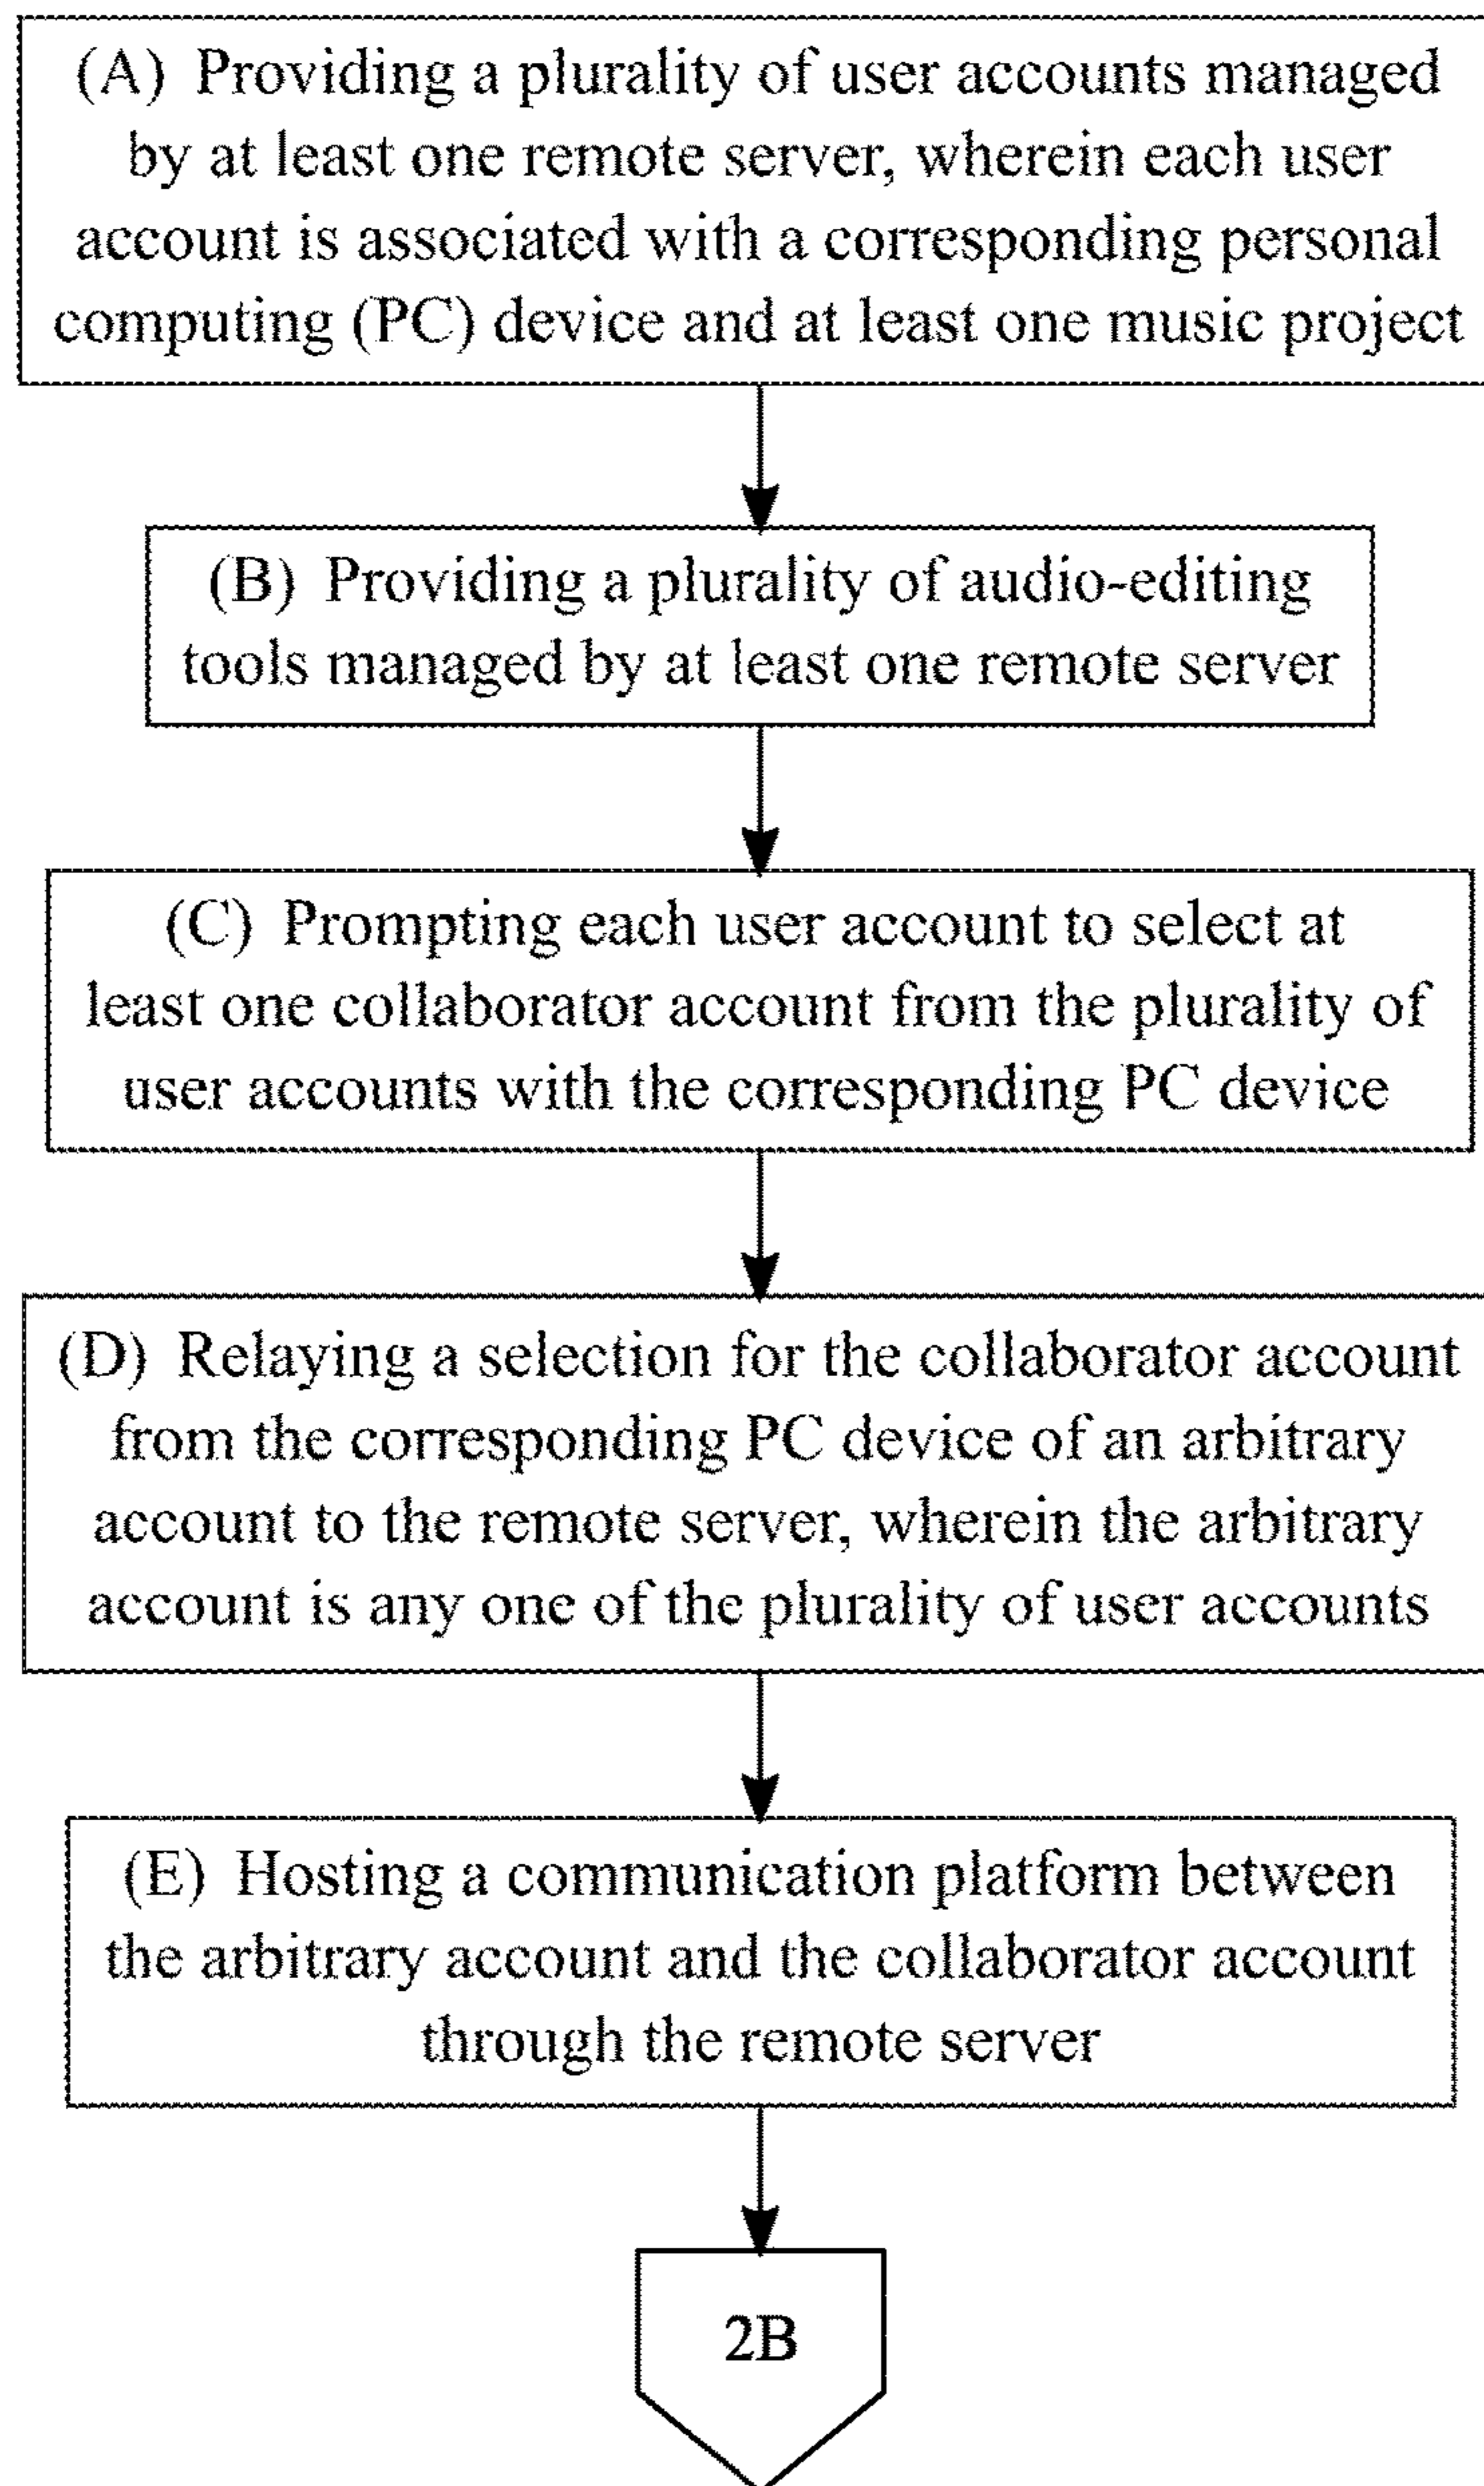 (A) Providing a plurality of user accounts managed
by at least one remote server, wherein each user
account is associated with a corresponding personal
computing (PC) device and at least one music project
(B) Providing a plurality of audio-editing
tools managed by at least one remote server
(C) Prompting each user account to select at
least one collaborator account from the plurality of
user accounts with the corresponding PC device
(D) Relaying a selection for the collaborator account
from the corresponding PC device of an arbitrary
account to the remote server, wherein the arbitrary
account is any one of the plurality of user accounts
(E) Hosting a communication platform between
the arbitrary account and the collaborator account
through the remote server
2B